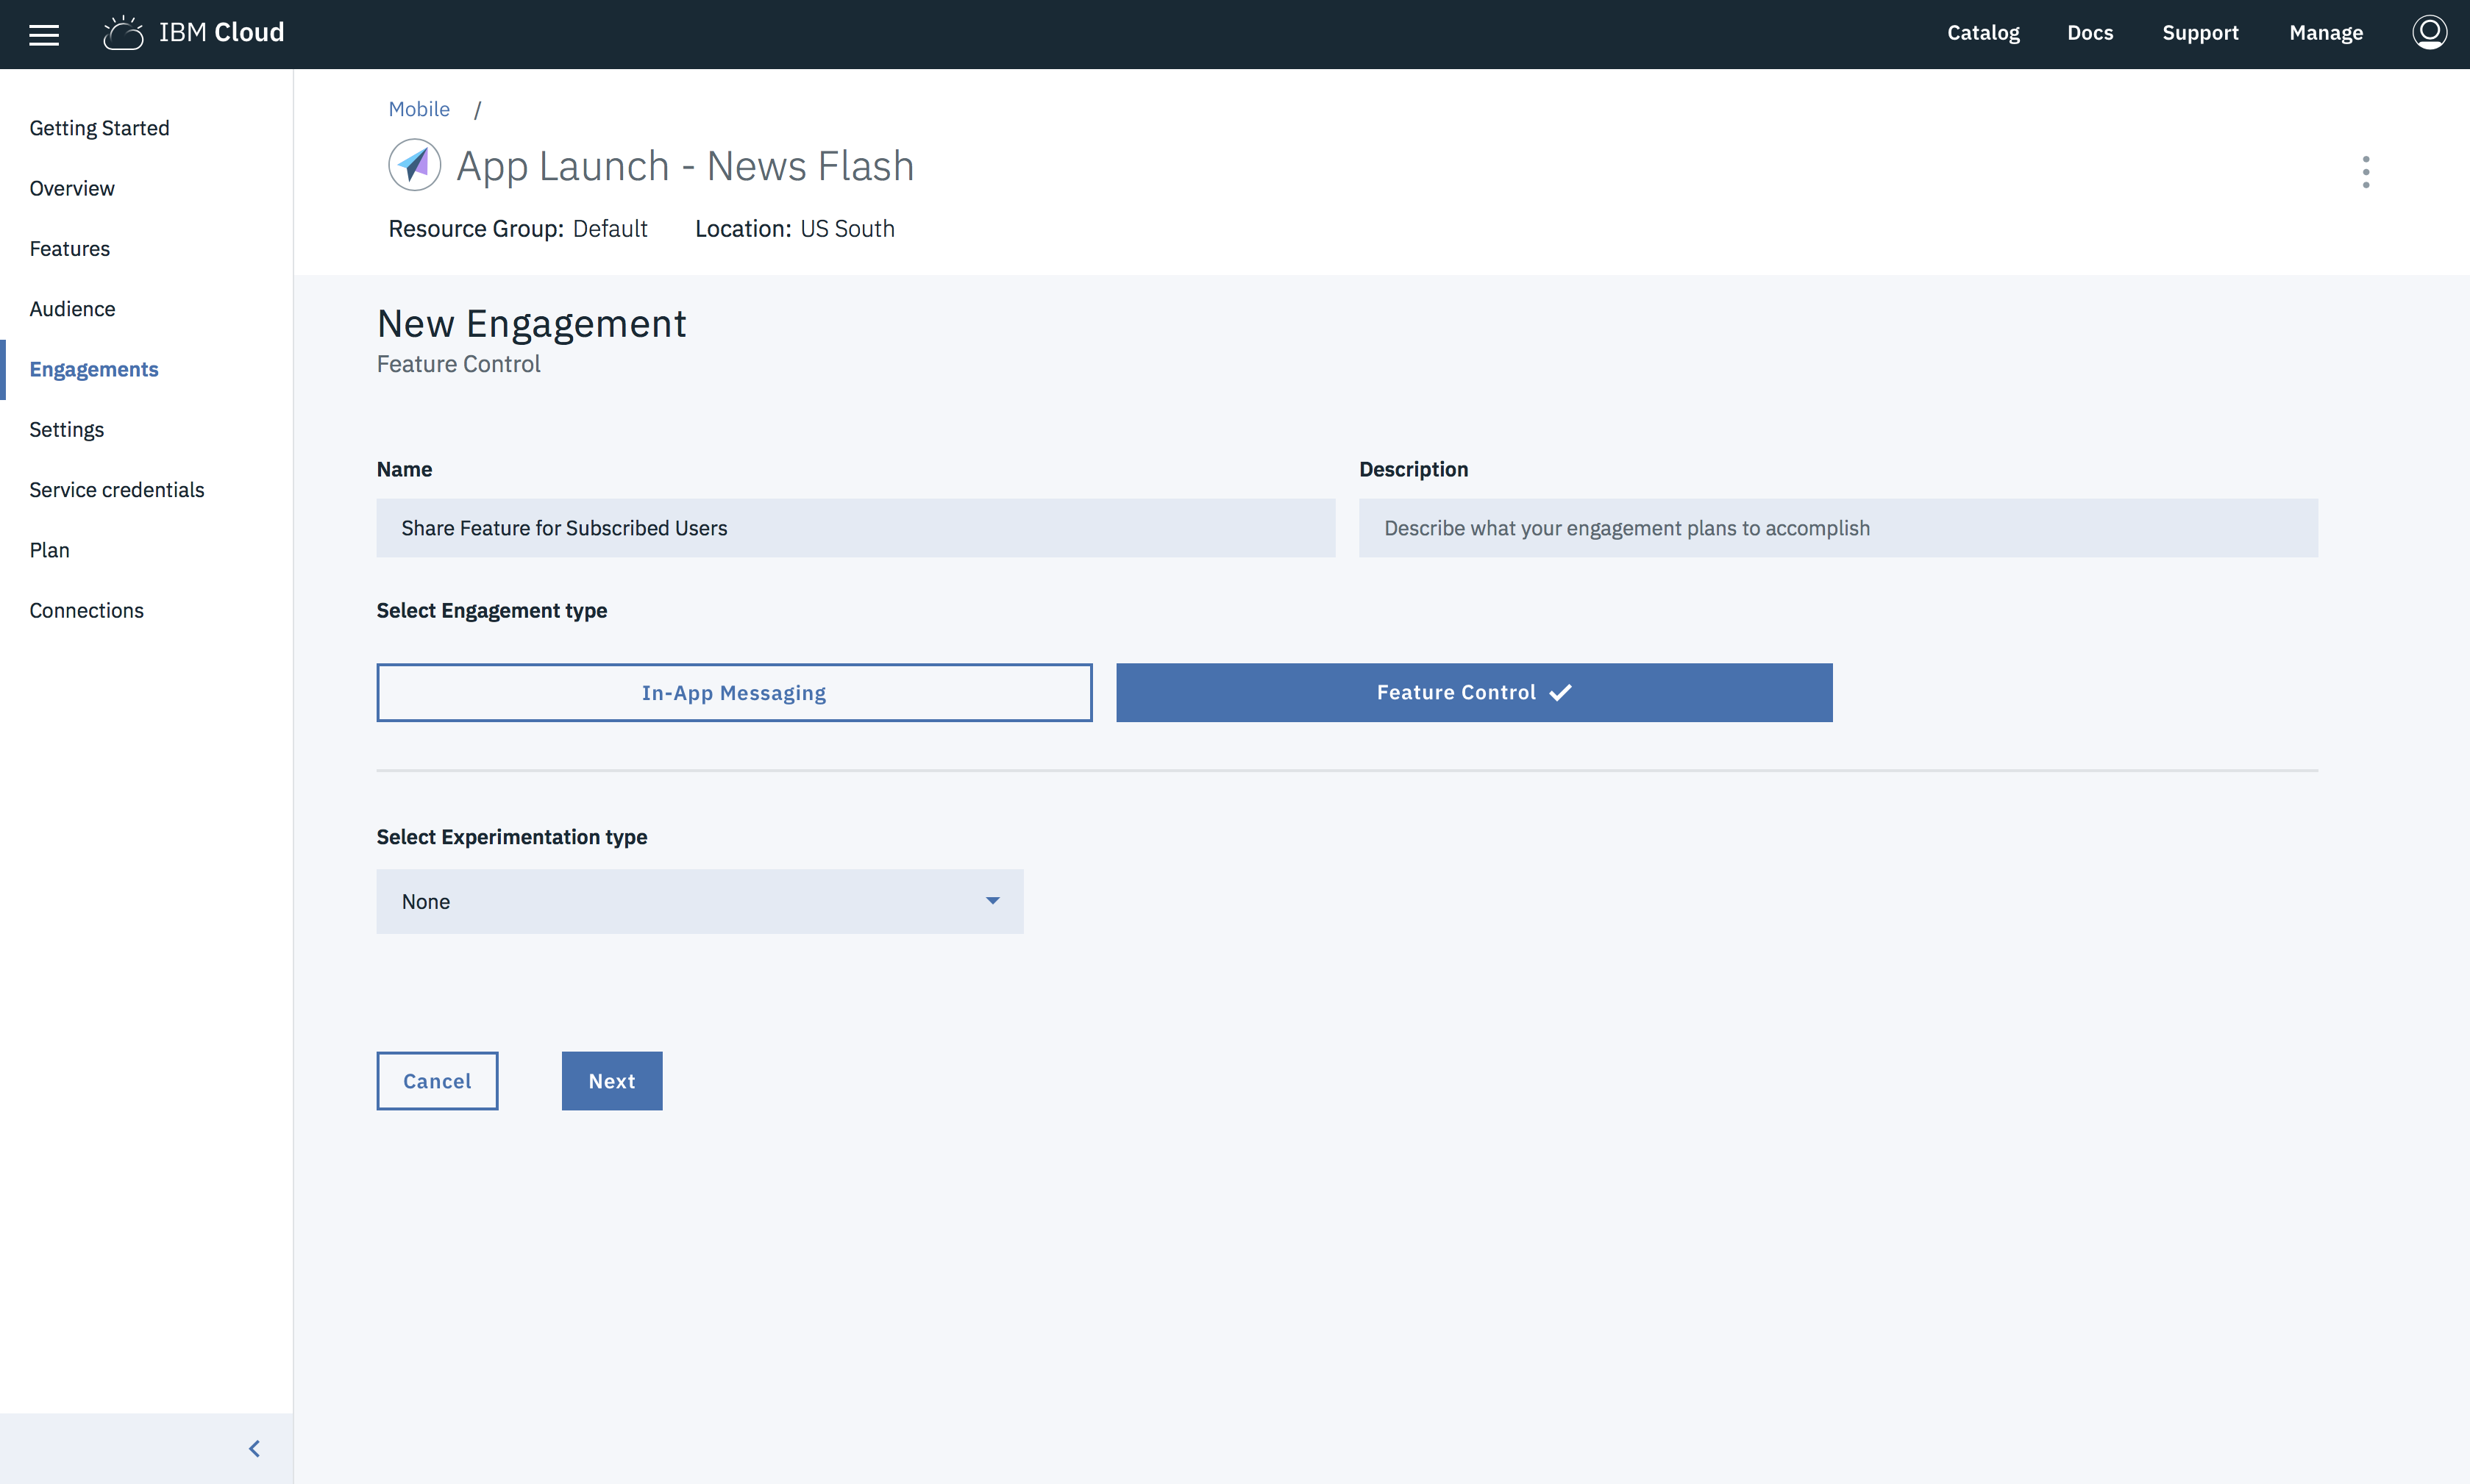 IBM Cloud
Catalog Docs Support Manage
Getting Started
Overview
Features
Audience
Engagements
Settings
Service credentials
Plan
Connections
Mobile /
App Launch - News Flash
Resource Group: Default Location: US South
New Engagement
Feature Control
Name Description
Share Feature for Subscribed Users Describe what your engagement plans to accomplish
Select Engagement type
In-App Messaging Feature Control
Select Experimentation type
None
Cancel Next